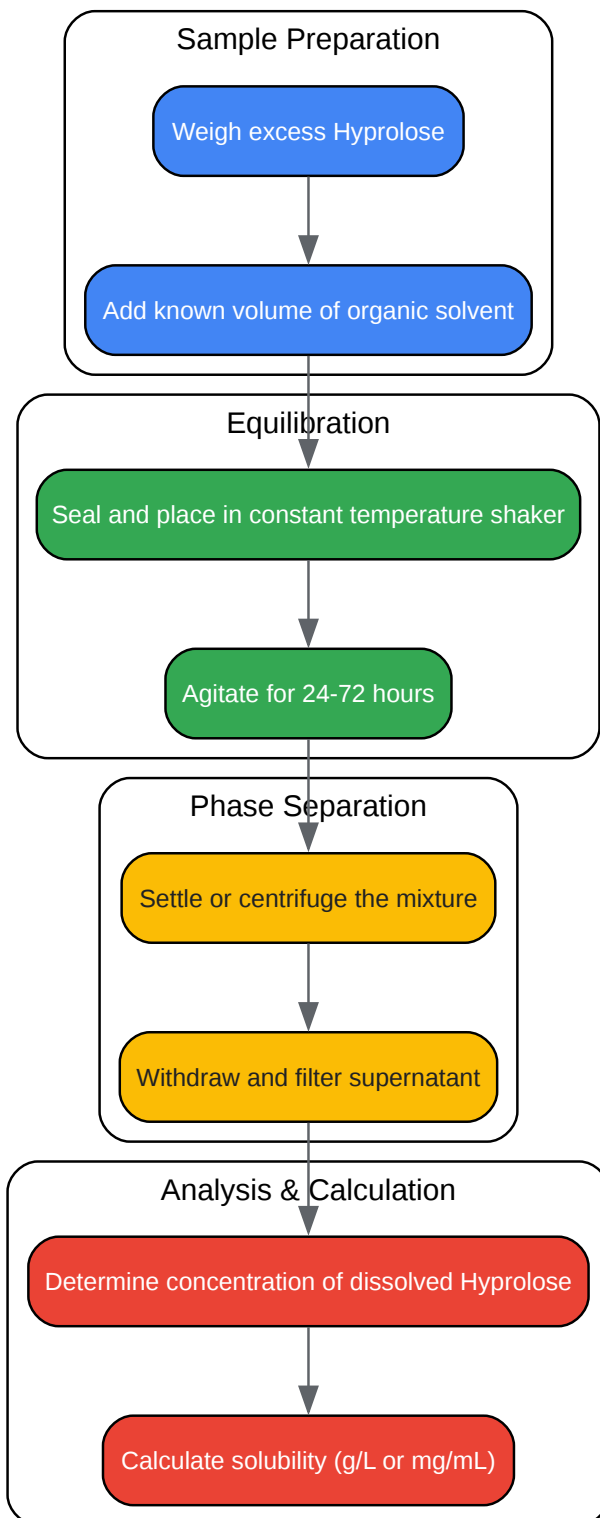 Sample Preparation
Weigh excess Hyprolose
Add known volume of organic solvent
Equilibration
Seal and place in constant temperature shaker
Agitate for 24-72 hours
Phase Separation
Settle or centrifuge the mixture
Withdraw and filter supernatant
Analysis & Calculation
Determine concentration of dissolved Hyprolose
Calculate solubility (g/L or mg/mL)